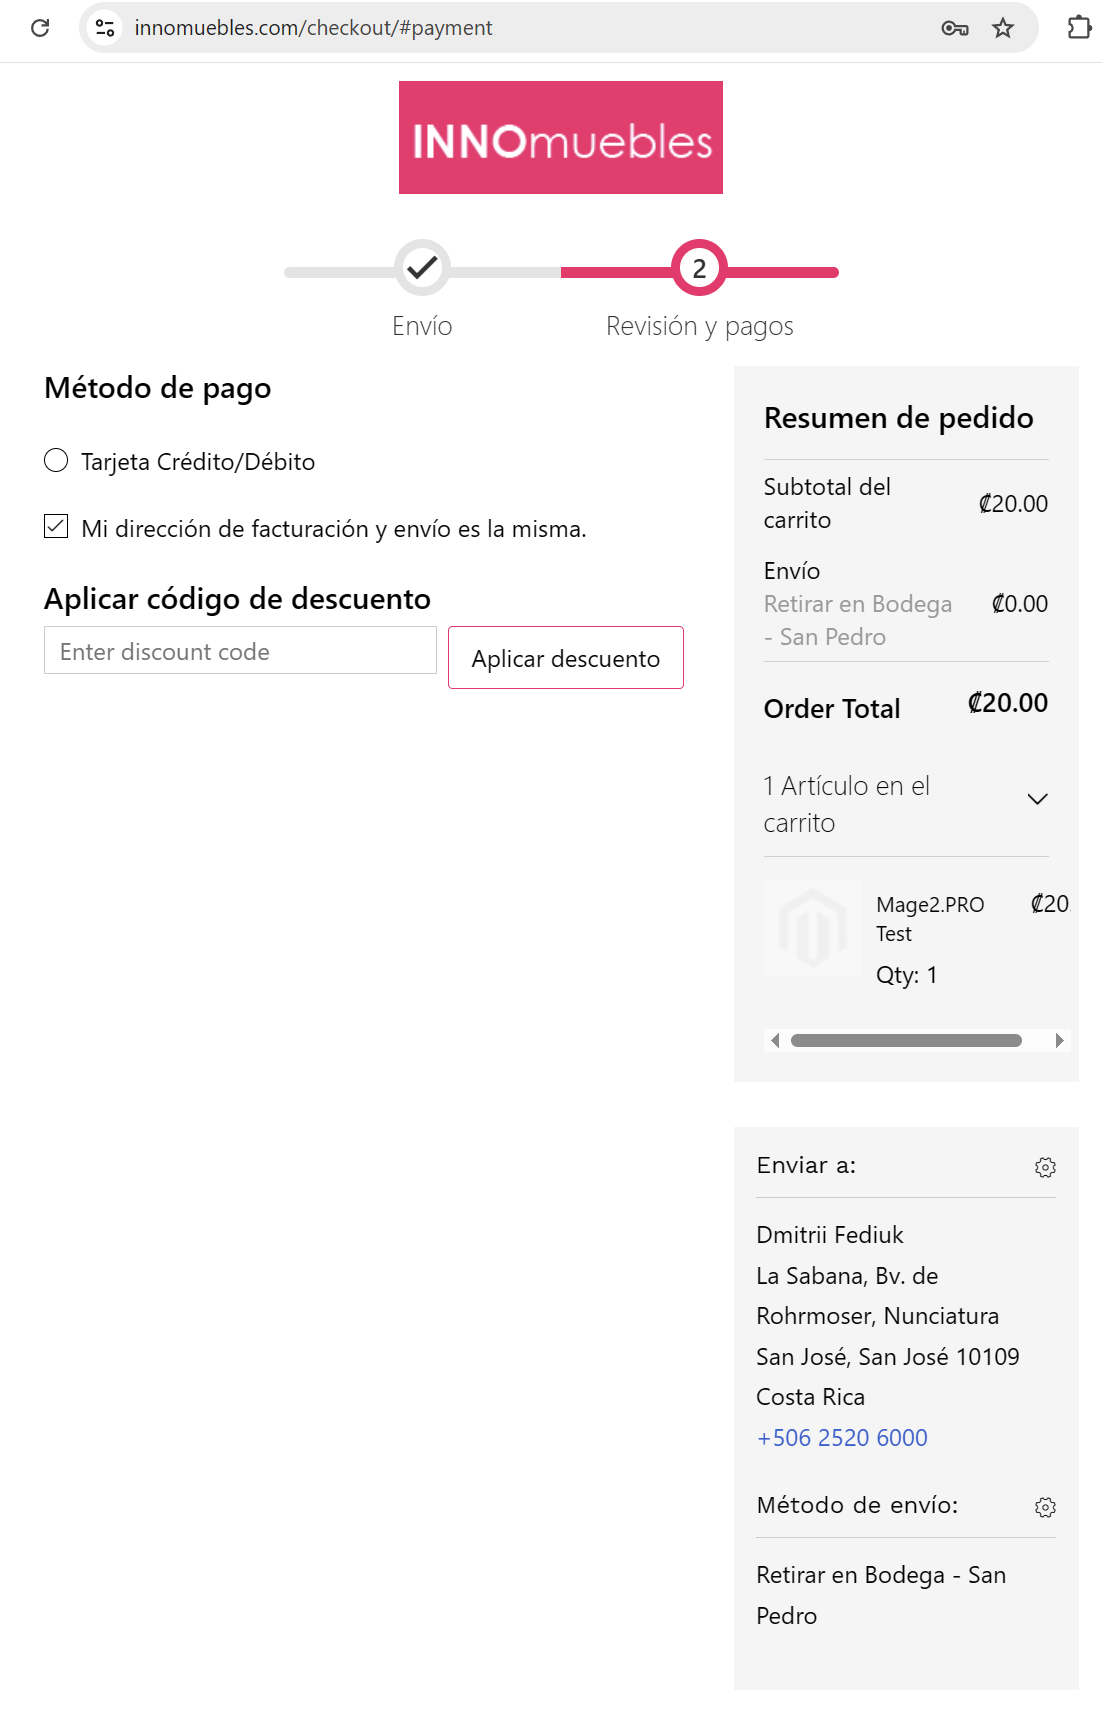 innomuebles.com/checkout/#payment
INNOmuebles
2
Envío
Revisión y pagos
Método de pago
Tarjeta Crédito/Débito
Mi dirección de facturación y envío es la misma.
Aplicar código de descuento
Enter discount code
Aplicar descuento
Resumen de pedido
Subtotal del
carrito
₡20.00
Envío
Retirar en Bodega
- San Pedro
₡0.00
Order Total
₡20.00
1 Artículo en el
carrito
Mage2.PRO
Test
₡20.
Qty: 1
Enviar a:
Dmitrii Fediuk
La Sabana, Bv. de
Rohrmoser, Nunciatura
San José, San José 10109
Costa Rica
+506 2520 6000
Método de envío:
Retirar en Bodega - San
Pedro